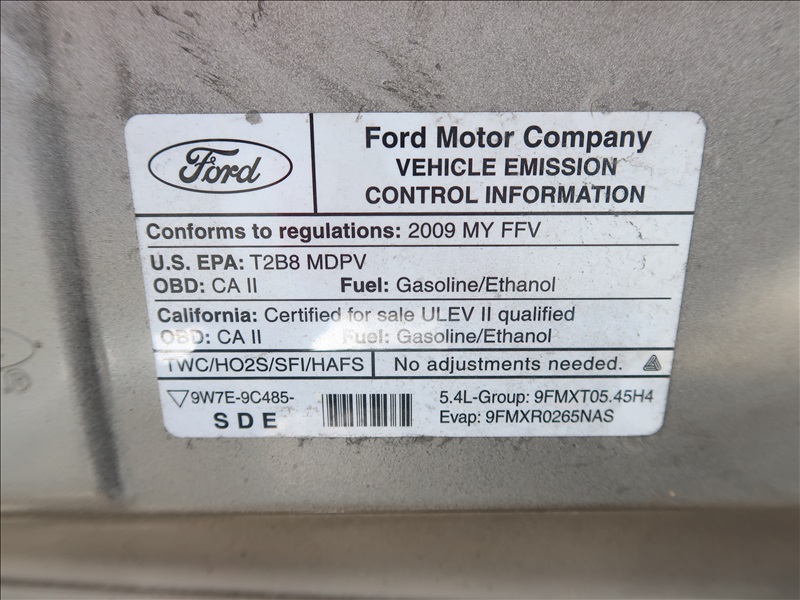 Ford
Ford Motor Company
VEHICLE EMISSION
CONTROL INFORMATION
Conforms to regulations: 2009 MY FFV
U.S. EPA: T2B8 MDPV
OBD: CA II Fuel: Gasoline/Ethanol
California: Certified for sale ULEV II qualified
OBD: CA II Fuel: Gasoline/Ethanol
TWC/HO2S/SFI/HAFS No adjustments needed.
9W7E-9C485- 5.4L-Group: 9FMXT05.45H4
S D E Evap: 9FMXR0265NAS